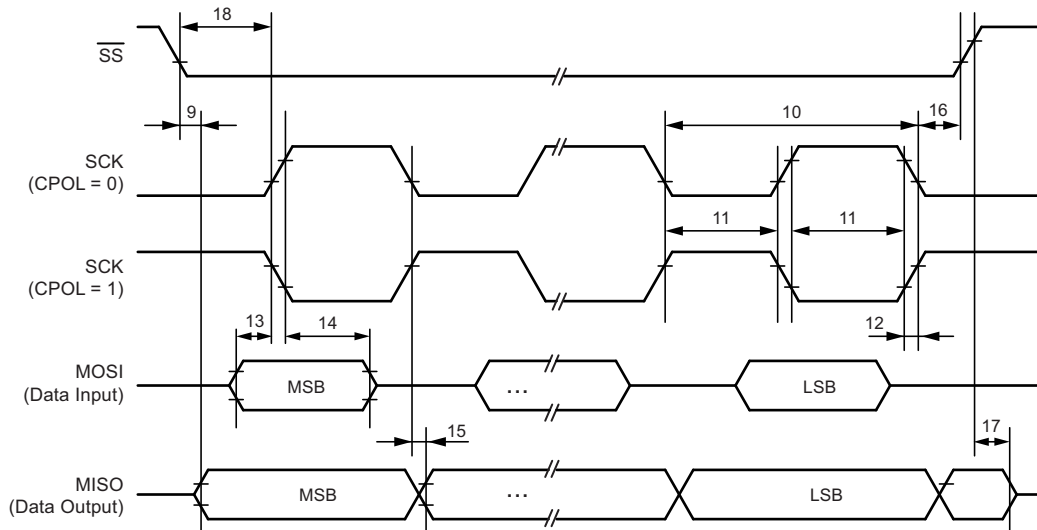 18
SS
9
10
16
SCK
(CPOL = 0)
11
11
SCK
(CPOL = 1)
13
14
12
MOSI
(Data Input)
MSB
...
LSB
15
17
MISO
(Data Output)
MSB
...
LSB